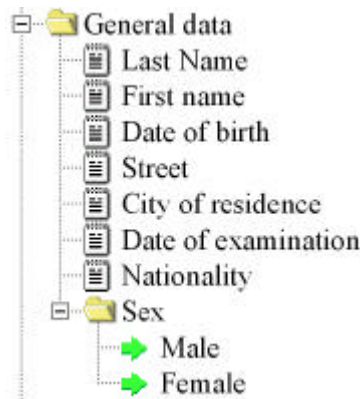 General data
Last Name
First name
Date of birth
Street
City of residence
Date of examination
Nationality
Sex
Male
Female